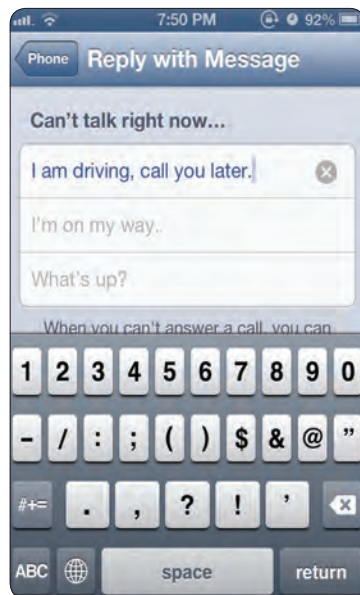 7:50 PM 92%
Phone Reply with Message
Can't talk right now...
I am driving, call you later.
I'm on my way..
What's up?
When you can't answer a call, you can
1 2 3 4 5 6 7 8 9 0
- / : ; ( ) $ & @ "
#+= . , ? ! '
ABC space return